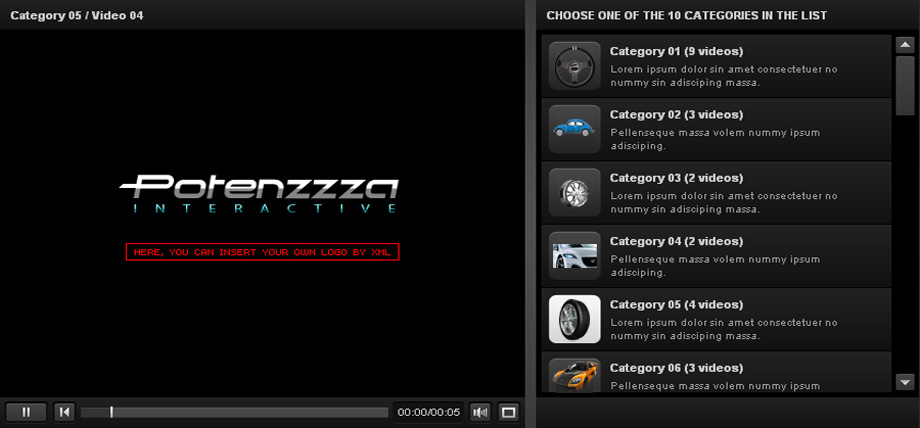 Category 05 / Video 04
Potenzzza
INTERACTIVE
HERE, YOU CAN INSERT YOUR OWN LOGO BY XML
00:00/00:05
CHOOSE ONE OF THE 10 CATEGORIES IN THE LIST
Category 01 (9 videos)
Lorem ipsum dolor sin amet consectetuer no
nummy sin adisciping massa.
Category 02 (3 videos)
Pellenseque massa volem nummy ipsum
adisciping.
Category 03 (2 videos)
Lorem ipsum dolor sin amet consectetuer no
nummy sin adisciping massa.
Category 04 (2 videos)
Pellenseque massa volem nummy ipsum
adisciping.
Category 05 (4 videos)
Lorem ipsum dolor sin amet consectetuer no
nummy sin adisciping massa.
Category 06 (3 videos)
Pellenseque massa volem nummy ipsum